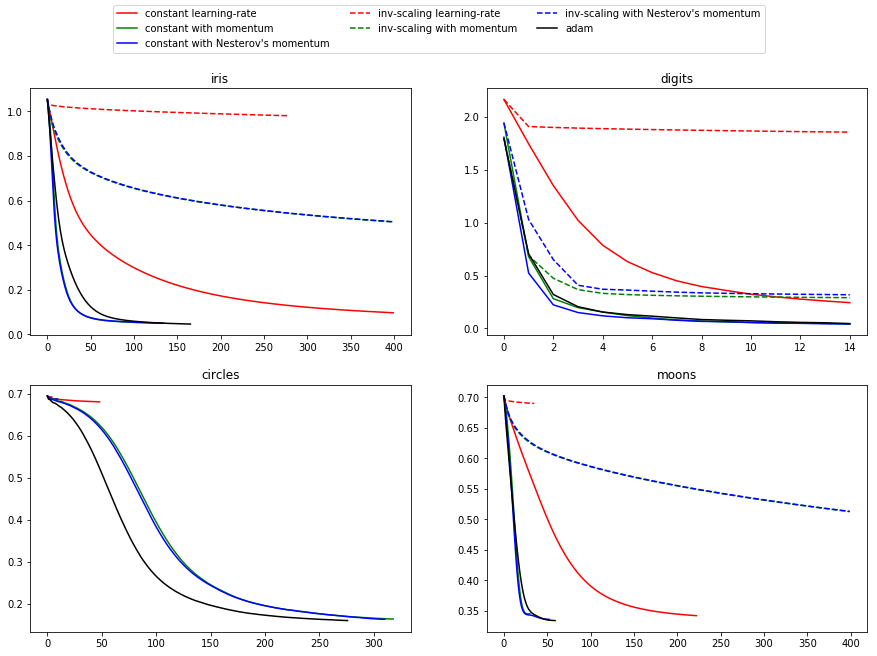 constant learning-rate
constant with momentum
constant with Nesterov's momentum
inv-scaling learning-rate
inv-scaling with momentum
inv-scaling with Nesterov's momentum
adam
iris
1.0
0.8
0.6
0.4
0.2
0.0
0 50 100 150 200 250 300 350 400
digits
2.0
1.5
1.0
0.5
0.0
0 2 4 6 8 10 12 14
circles
0.7
0.6
0.5
0.4
0.3
0.2
0 50 100 150 200 250 300
moons
0.70
0.65
0.60
0.55
0.50
0.45
0.40
0.35
0 50 100 150 200 250 300 350 400